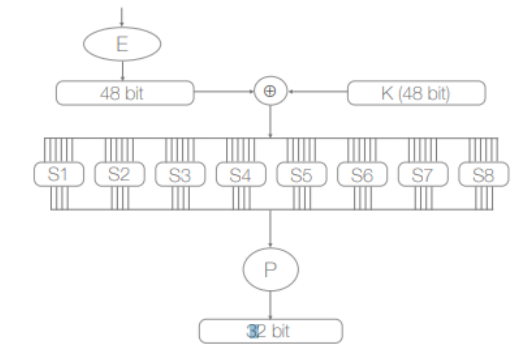 E
48 bit ⊕ K (48 bit)
S1 S2 S3 S4 S5 S6 S7 S8
P
32 bit